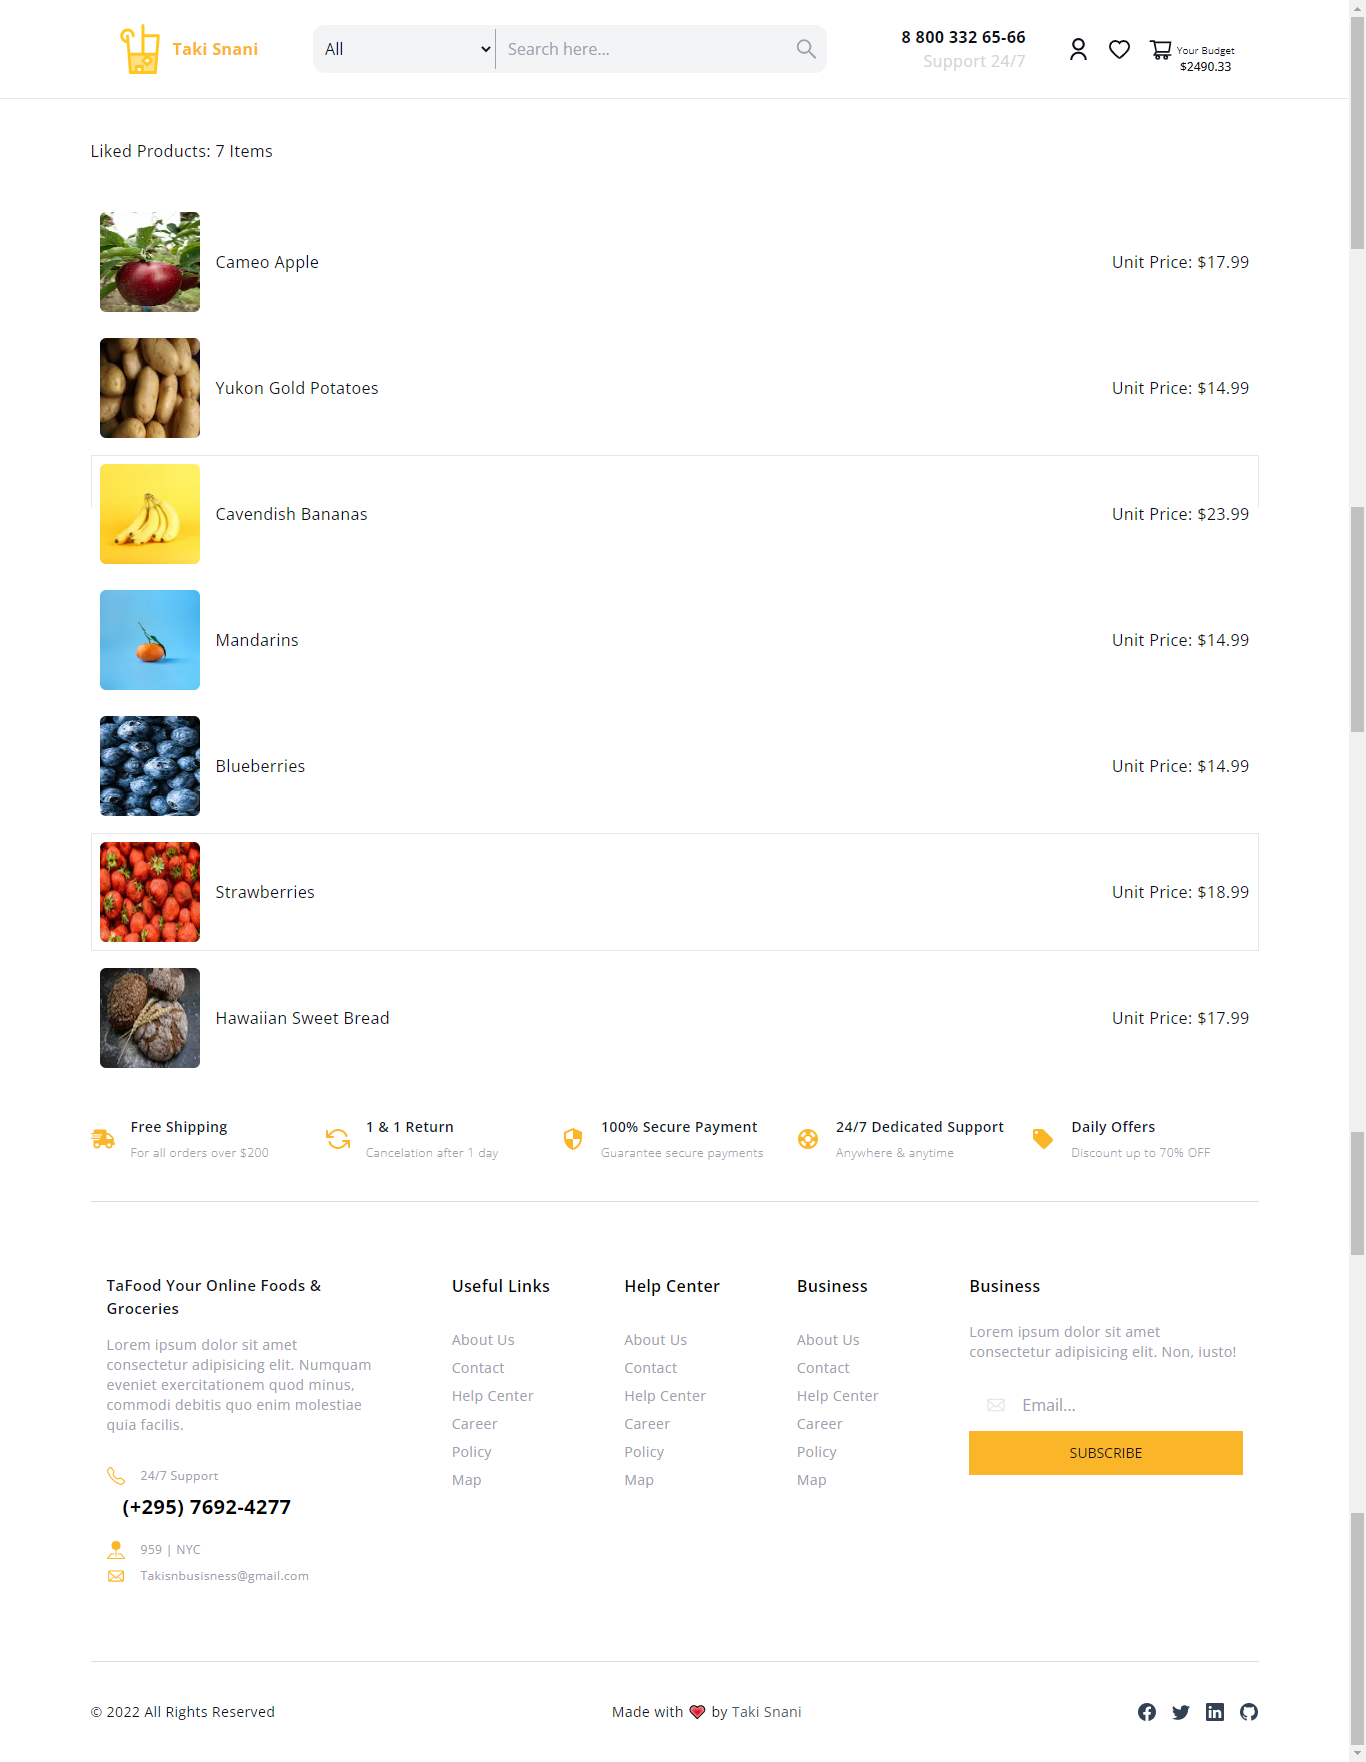 Taki Snani
All
Search here...
8 800 332 65-66
Support 24/7
Your Budget
$2490.33
Liked Products: 7 Items
Cameo Apple
Unit Price: $17.99
Yukon Gold Potatoes
Unit Price: $14.99
Cavendish Bananas
Unit Price: $23.99
Mandarins
Unit Price: $14.99
Blueberries
Unit Price: $14.99
Strawberries
Unit Price: $18.99
Hawaiian Sweet Bread
Unit Price: $17.99
Free Shipping
For all orders over $200
1 & 1 Return
Cancelation after 1 day
100% Secure Payment
Guarantee secure payments
24/7 Dedicated Support
Anywhere & anytime
Daily Offers
Discount up to 70% OFF
TaFood Your Online Foods &
Groceries
Lorem ipsum dolor sit amet
consectetur adipisicing elit. Numquam
eveniet exercitationem quod minus,
commodi debitis quo enim molestiae
quia facilis.
24/7 Support
(+295) 7692-4277
959 | NYC
Takisnbusisness@gmail.com
Useful Links
About Us
Contact
Help Center
Career
Policy
Map
Help Center
About Us
Contact
Help Center
Career
Policy
Map
Business
About Us
Contact
Help Center
Career
Policy
Map
Business
Lorem ipsum dolor sit amet
consectetur adipisicing elit. Non, iusto!
Email...
SUBSCRIBE
© 2022 All Rights Reserved
Made with 💗 by Taki Snani